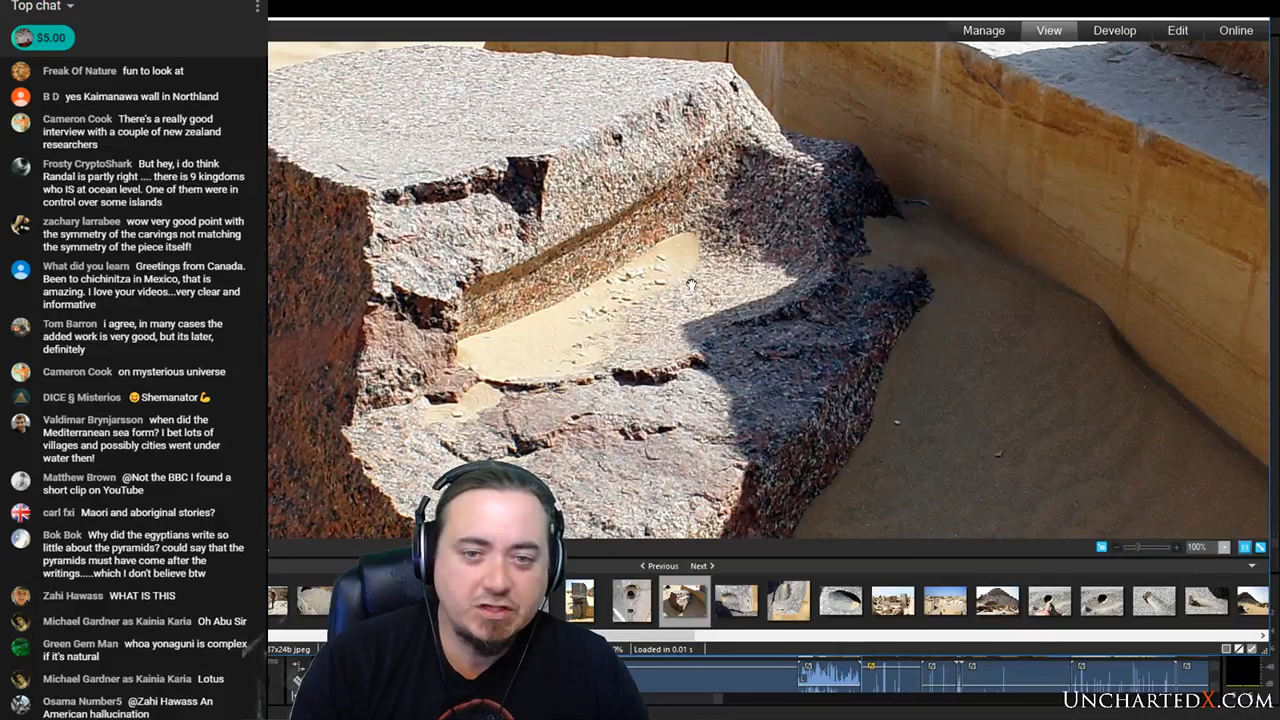 Top chat
$5.00
Freak Of Nature fun to look at
B D yes Kaimanawa wall in Northland
Cameron Cook There's a really good
interview with a couple of new zealand
researchers
Frosty CryptoShark But hey, i do think
Randal is partly right .... there is 9 kingdoms
who IS at ocean level. One of them were in
control over some islands
zachary larrabee wow very good point with
the symmetry of the carvings not matching
the symmetry of the piece itself!
What did you learn Greetings from Canada.
Been to chichinitza in Mexico, that is
amazing. I love your videos...very clear and
informative
Tom Barron i agree, in many cases the
added work is very good, but its later,
definitely
Cameron Cook on mysterious universe
DICE § Misterios 😊Shemanator💪
Valdimar Brynjarsson when did the
Mediterranean sea form? I bet lots of
villages and possibly cities went under
water then!
Matthew Brown @Not the BBC I found a
short clip on YouTube
carl fxi Maori and aboriginal stories?
Bok Bok Why did the egyptians write so
little about the pyramids? could say that the
pyramids must have come after the
writings.....which I don't believe btw
Zahi Hawass WHAT IS THIS
Michael Gardner as Kainia Karia Oh Abu Sir
Green Gem Man whoa yonaguni is complex
if it's natural
Michael Gardner as Kainia Karia Lotus
Osama Number5 @Zahi Hawass An
American hallucination
Manage View Develop Edit Online
100%
Previous Next
37x24b jpeg
Loaded in 0.01 s
UNCHARTEDX.COM